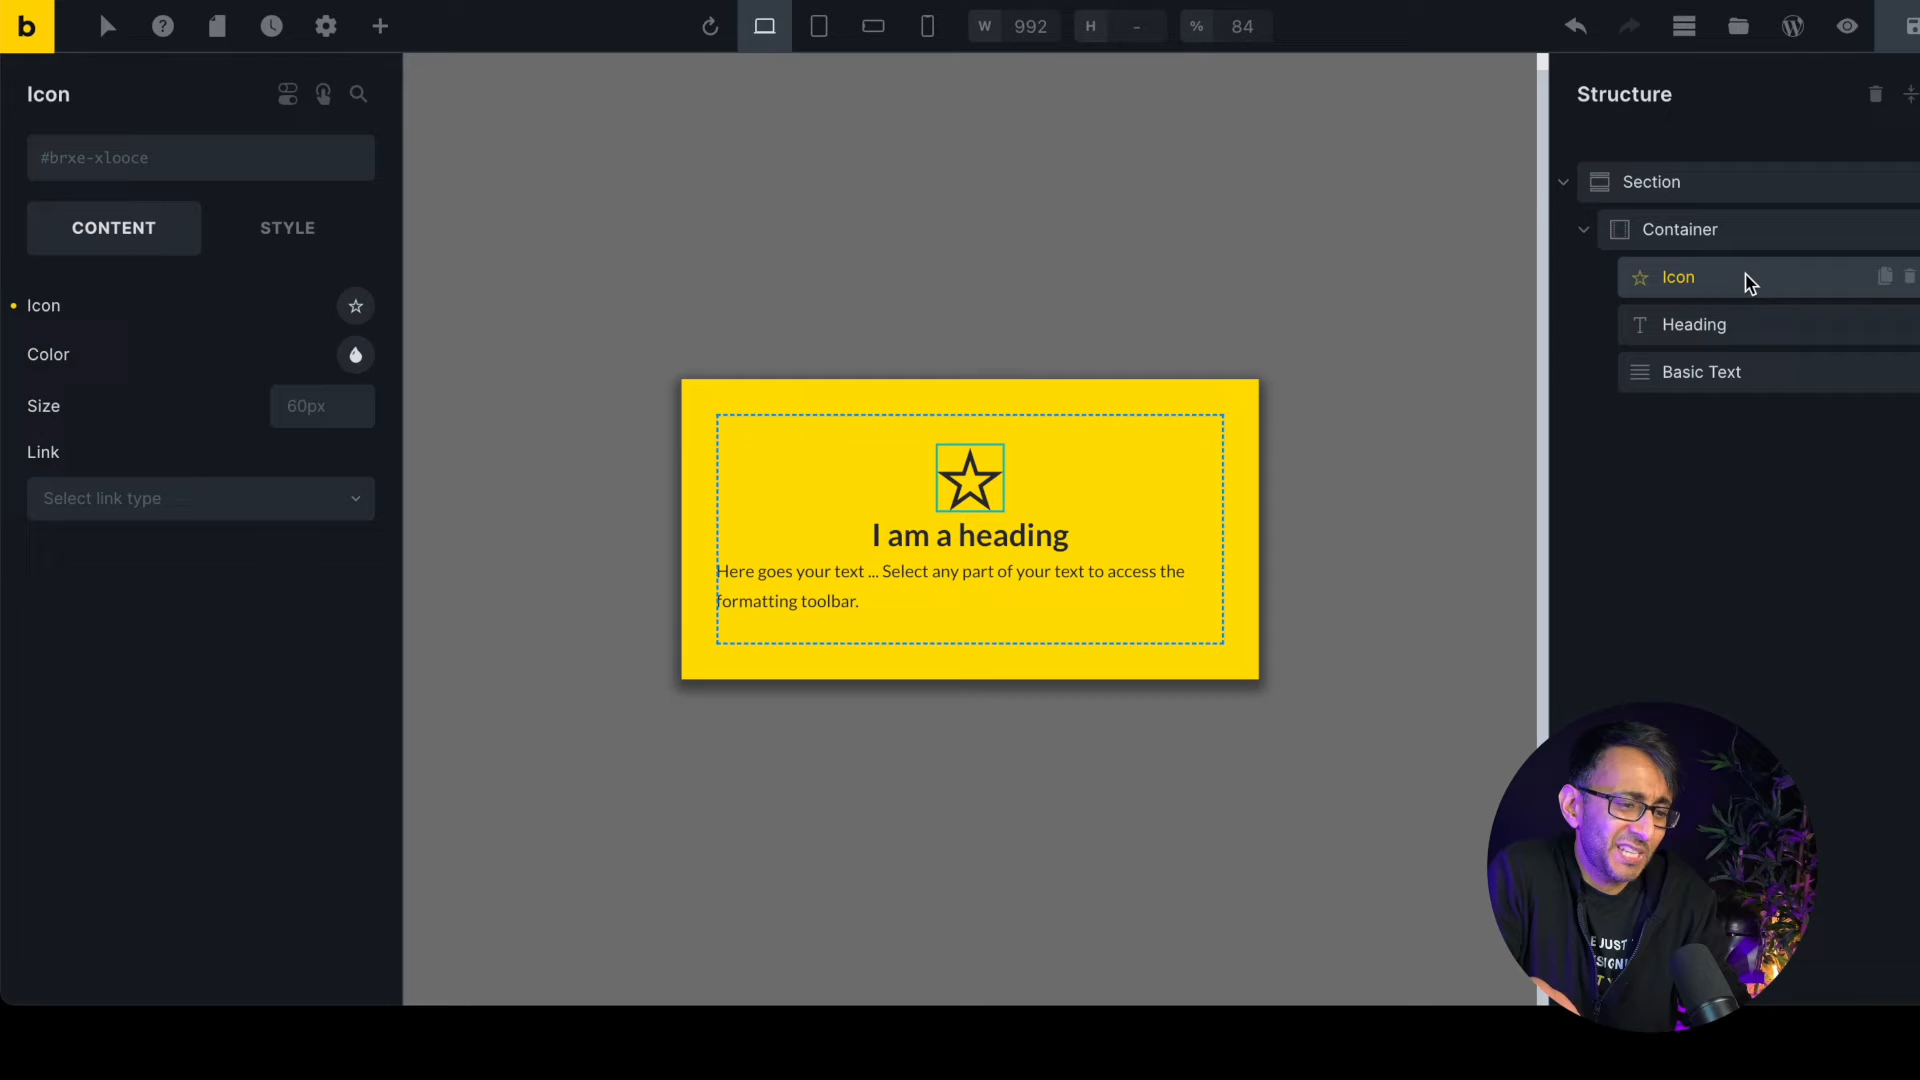 b
W 992 H - % 84
Icon
#brxe-xlooce
CONTENT STYLE
Icon
Color
Size 60px
Link
Select link type
I am a heading
Here goes your text ... Select any part of your text to access the
formatting toolbar.
Structure
Section
Container
Icon
Heading
Basic Text
E JUST